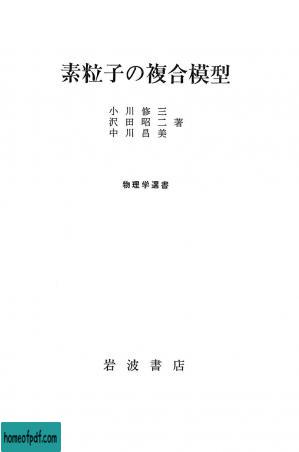 素粒子の複合模型
小川修三
沢田昭二 著
中川昌美
物理学選書
岩波書店
homeofpdf.com